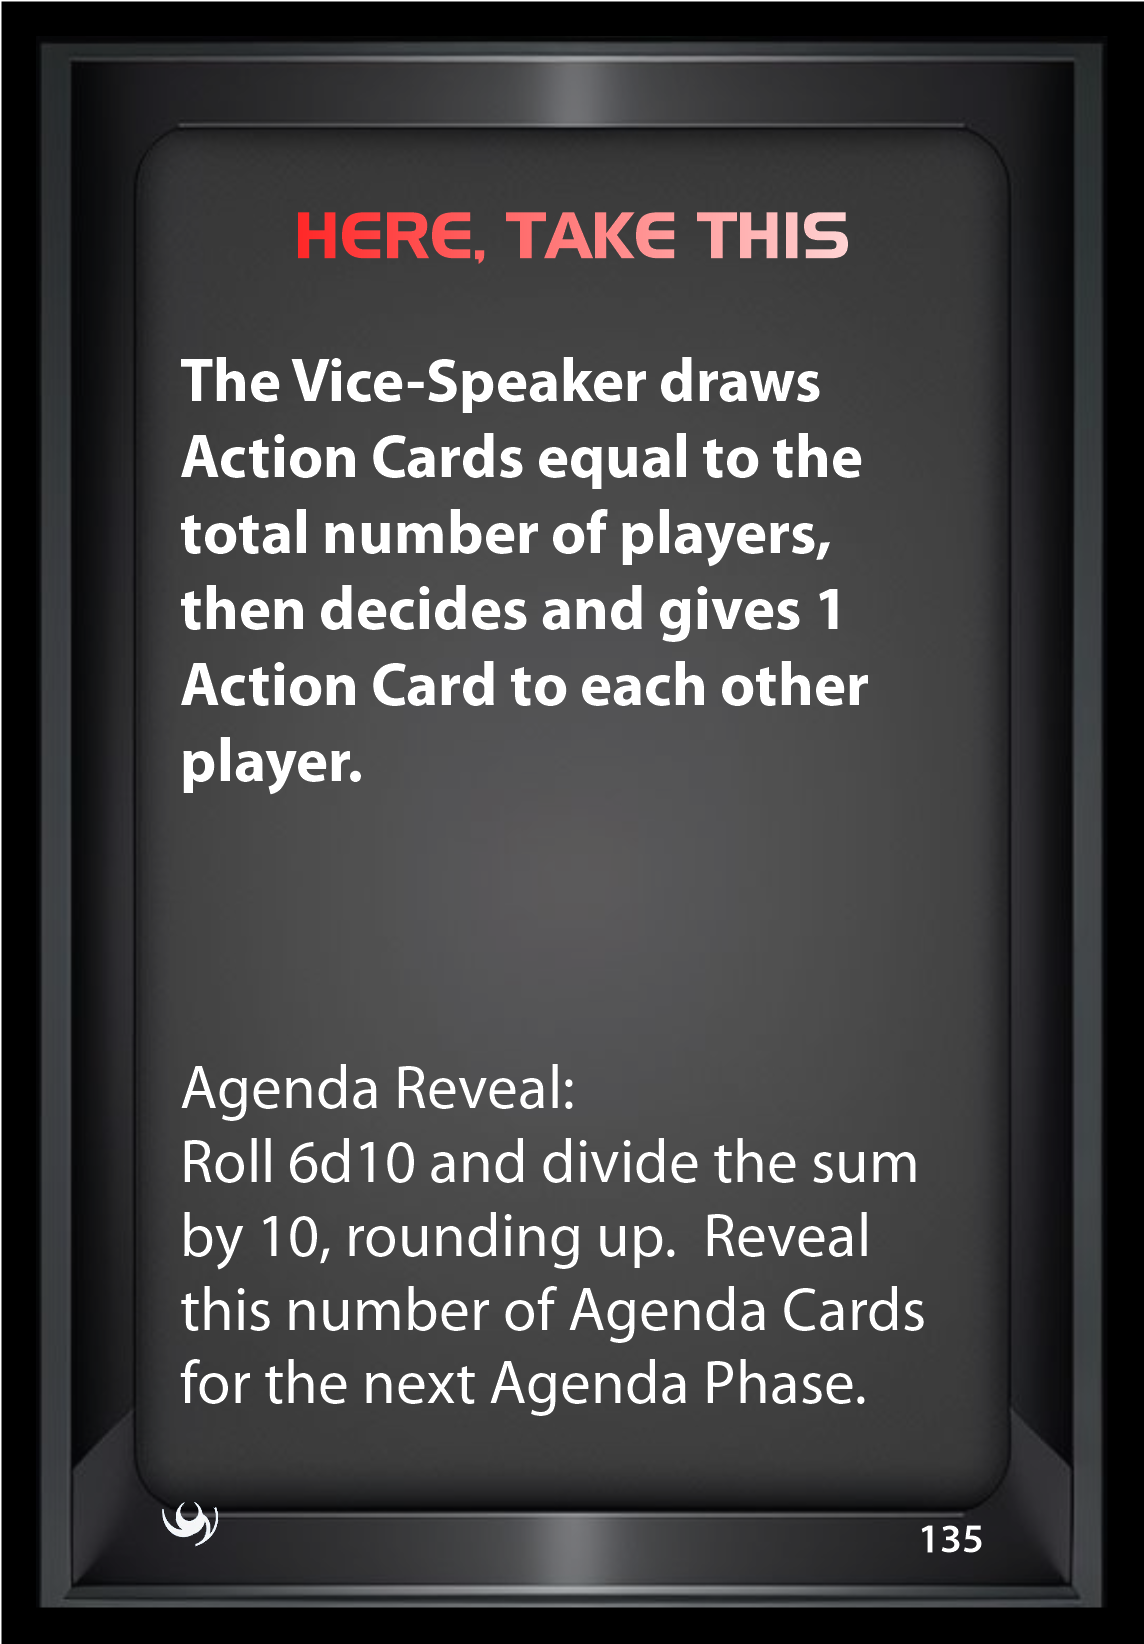 HERE, TAKE THIS
The Vice-Speaker draws
Action Cards equal to the
total number of players,
then decides and gives 1
Action Card to each other
player.
Agenda Reveal:
Roll 6d10 and divide the sum
by 10, rounding up.  Reveal
this number of Agenda Cards
for the next Agenda Phase.
135